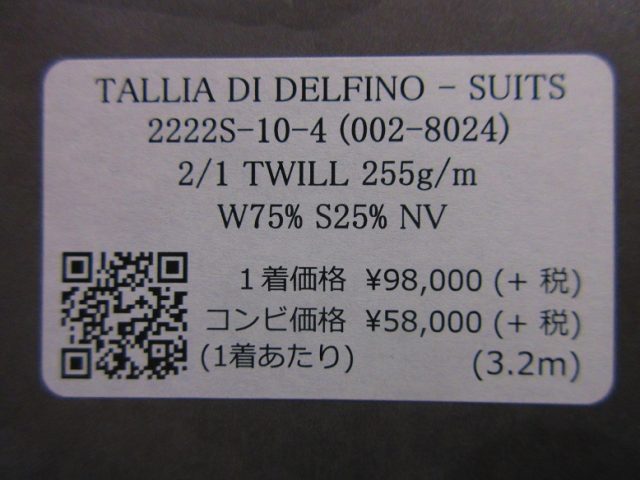 TALLIA DI DELFINO - SUITS
2222S-10-4 (002-8024)
2/1 TWILL 255g/m
W75% S25% NV
1着価格 ¥98,000 (+ 税)
コンビ価格 ¥58,000 (+ 税)
(1着あたり) (3.2m)